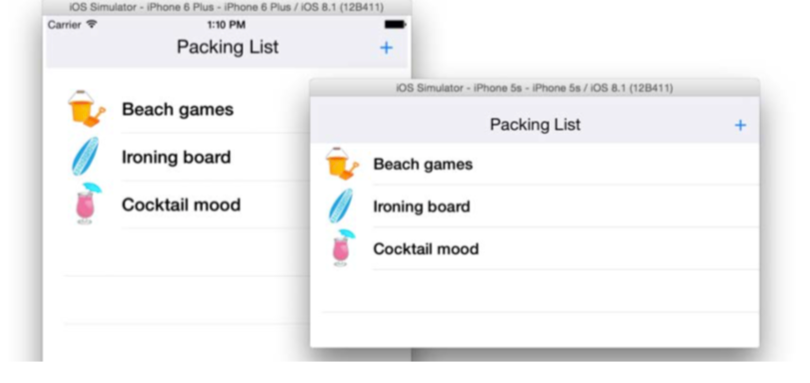 iOS Simulator - iPhone 6 Plus - iPhone 6 Plus / iOS 8.1 (12B411)
Carrier 1:10 PM
Packing List +
Beach games
Ironing board
Cocktail mood
iOS Simulator - iPhone 5s - iPhone 5s / iOS 8.1 (12B411)
Packing List +
Beach games
Ironing board
Cocktail mood